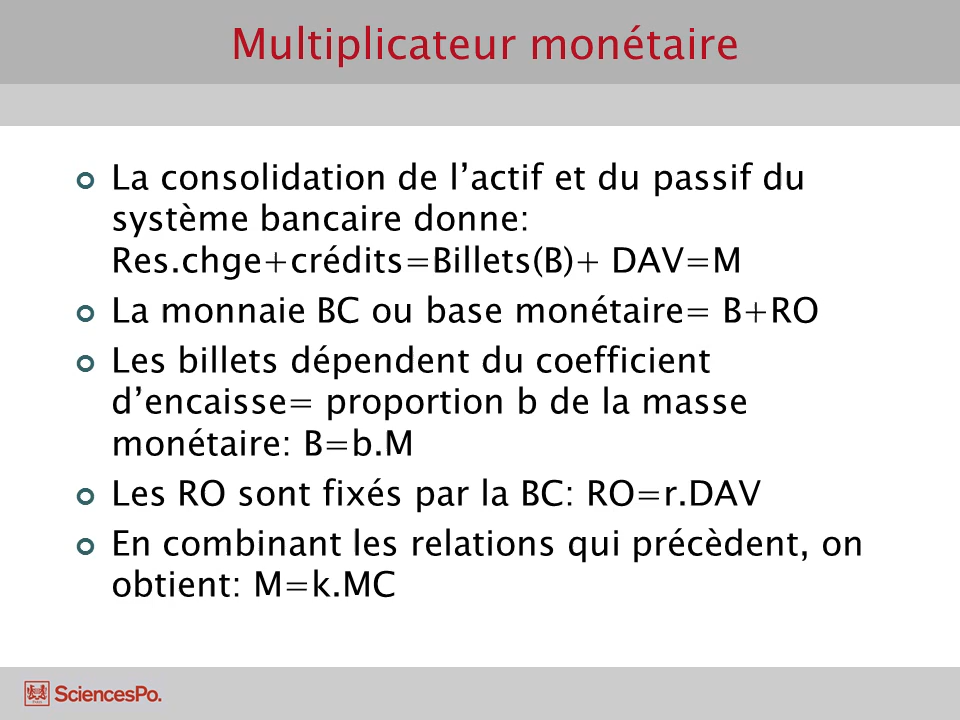 Multiplicateur monétaire
La consolidation de l’actif et du passif du
système bancaire donne:
Res.chge+crédits=Billets(B)+ DAV=M
La monnaie BC ou base monétaire= B+RO
Les billets dépendent du coefficient
d’encaisse= proportion b de la masse
monétaire: B=b.M
Les RO sont fixés par la BC: RO=r.DAV
En combinant les relations qui précèdent, on
obtient: M=k.MC
SciencesPo.